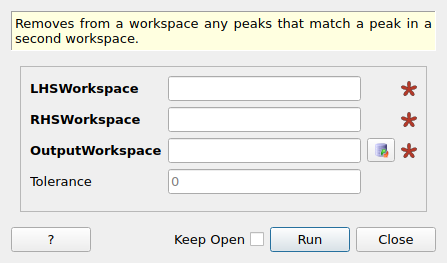 Removes from a workspace any peaks that match a peak in a
second workspace.
LHSWorkspace
RHSWorkspace
OutputWorkspace
Tolerance 0
? Keep Open Run Close